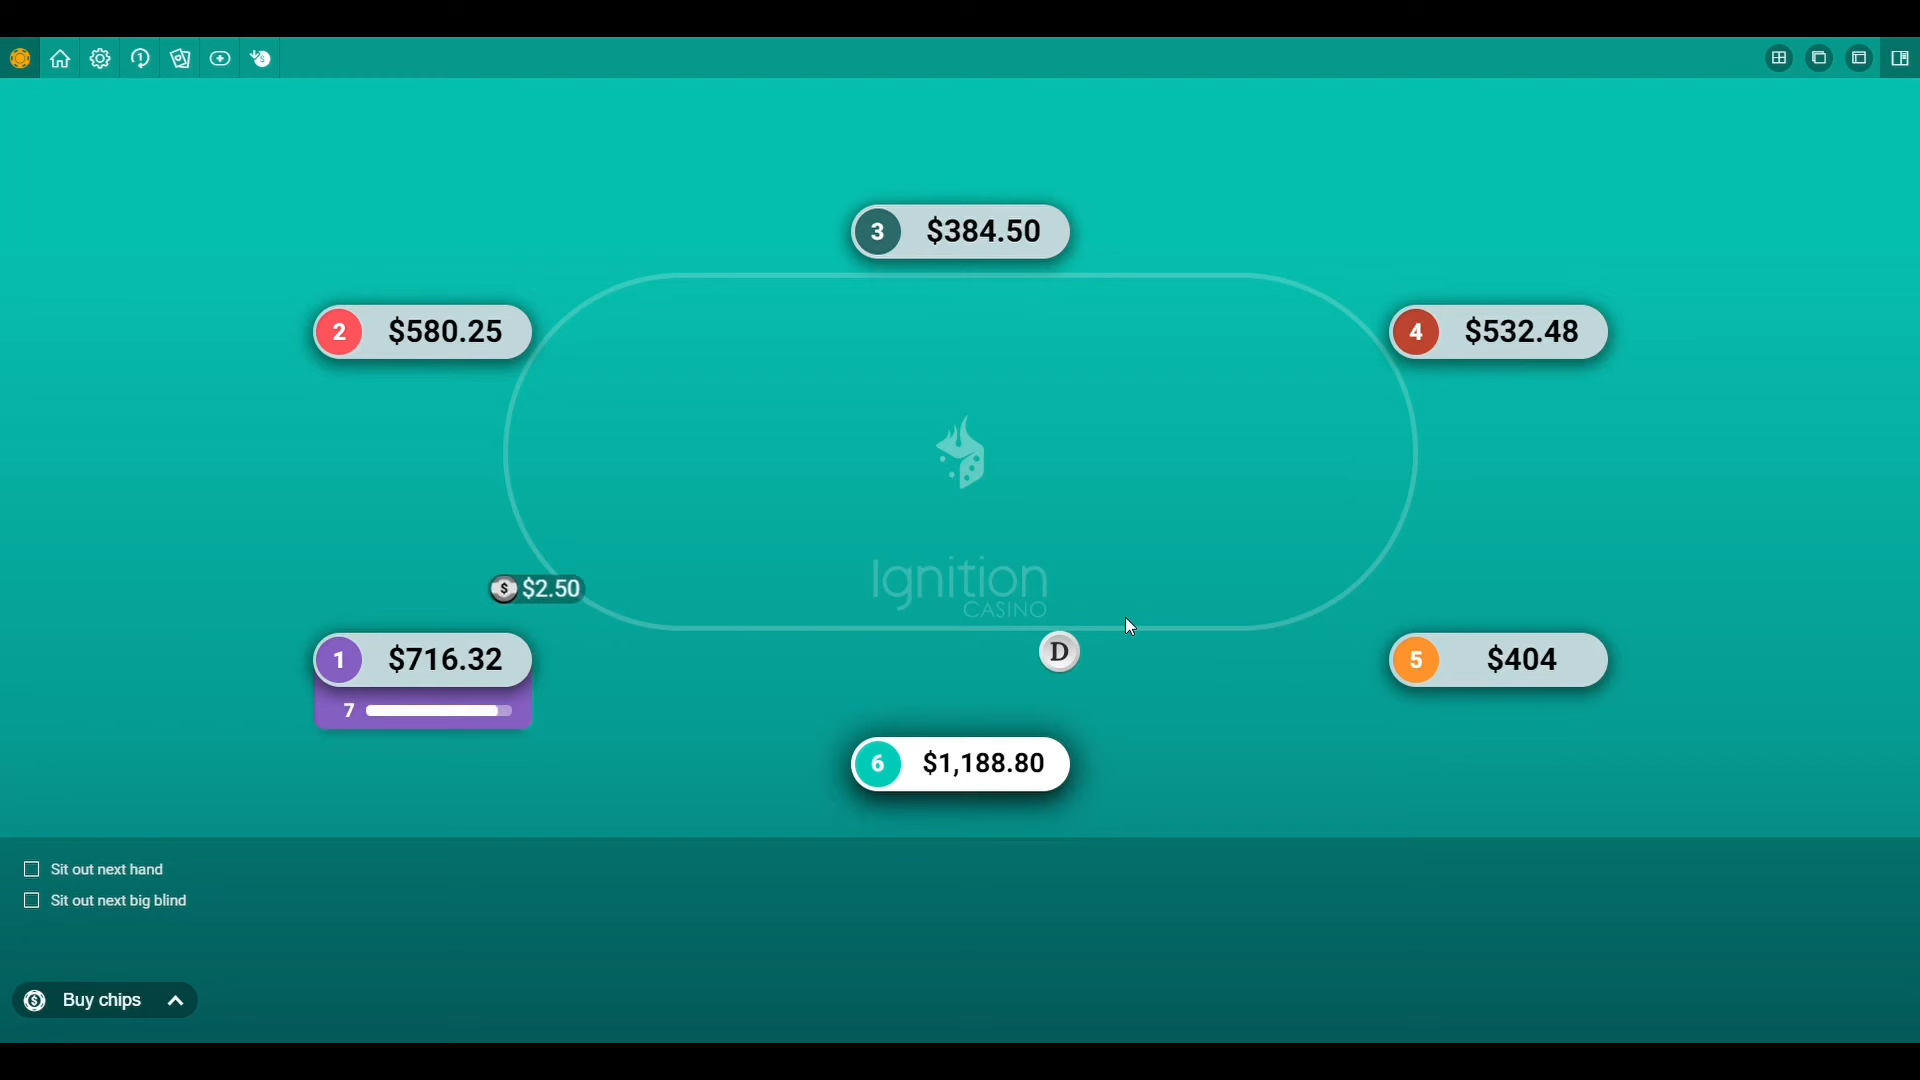 3 $384.50
2 $580.25
4 $532.48
$ $2.50
Ignition
CASINO
D
1 $716.32
7
5 $404
6 $1,188.80
Sit out next hand
Sit out next big blind
Buy chips